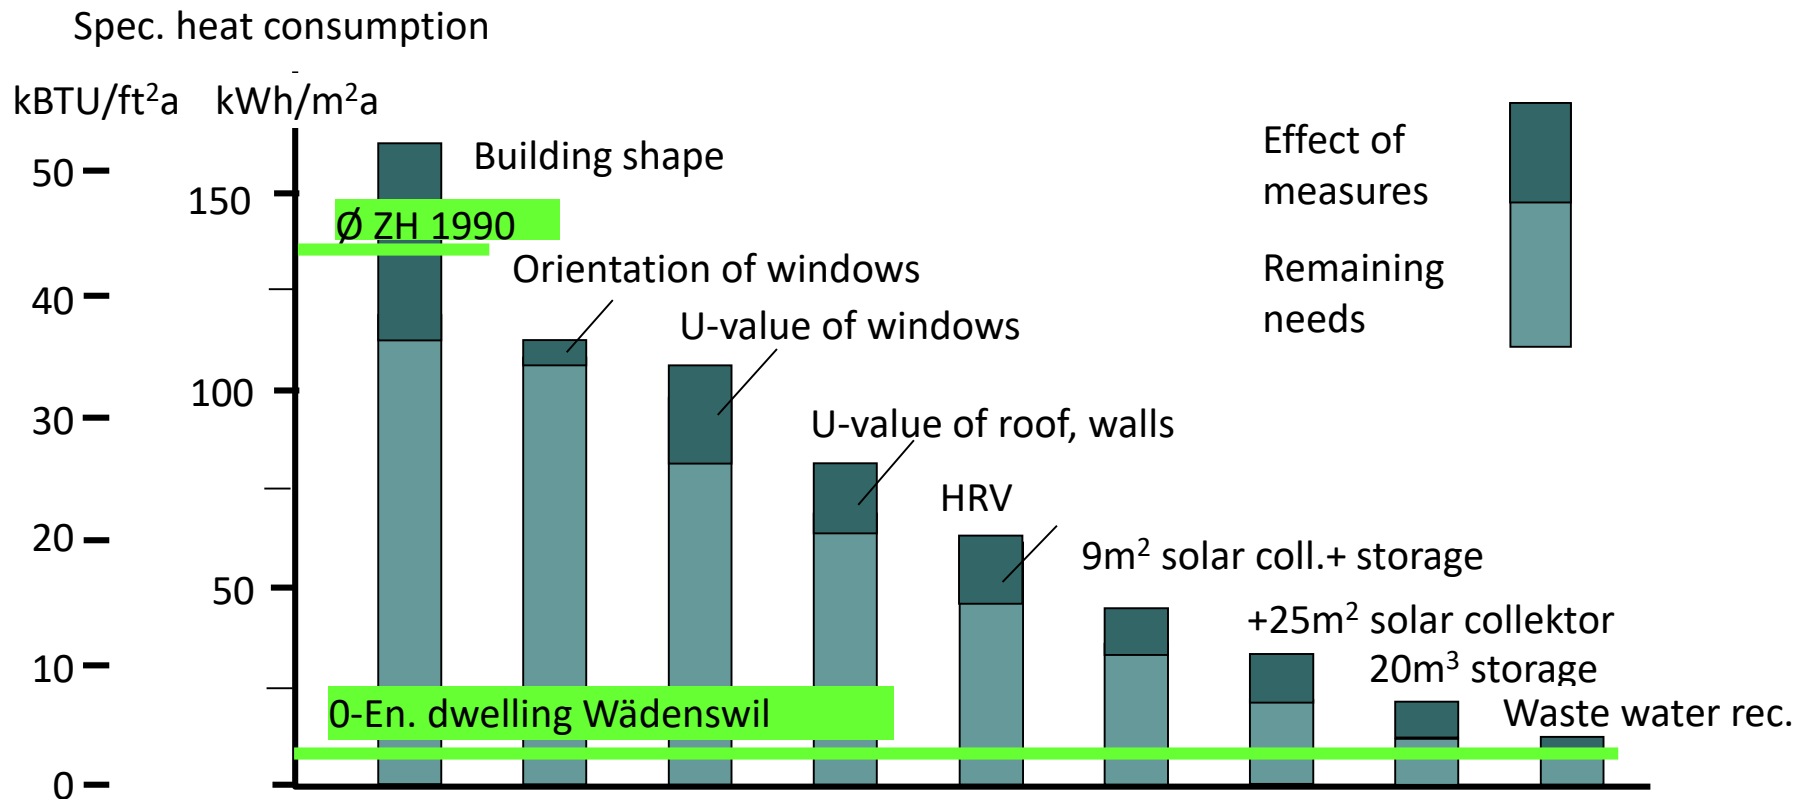 Spec. heat consumption
kBTU/ft²a kWh/m²a
50
40
30
20
10
0
150
100
50
Building shape
Ø ZH 1990
Orientation of windows
U-value of windows
U-value of roof, walls
HRV
9m² solar coll.+ storage
+25m² solar collektor
20m³ storage
Waste water rec.
0-En. dwelling Wädenswil
Effect of
measures
Remaining
needs